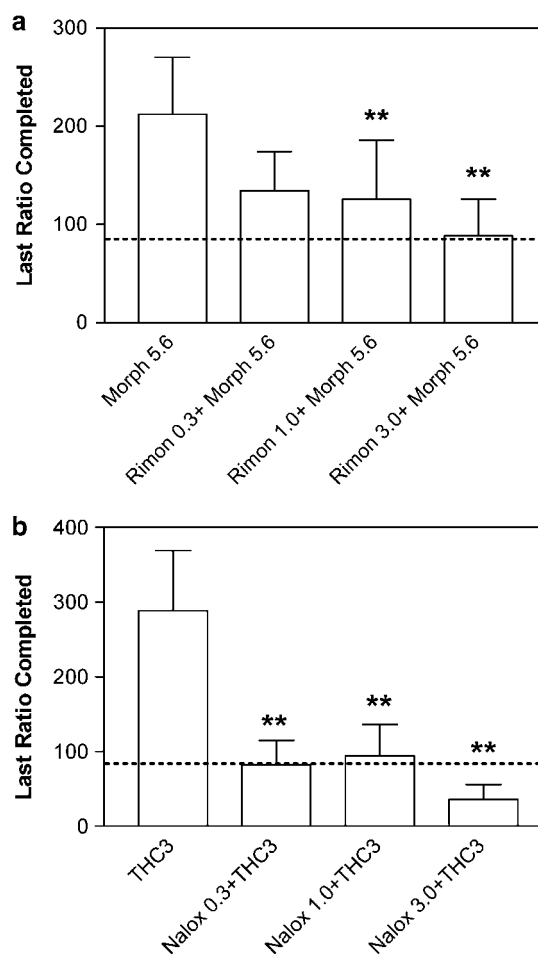 a
Last Ratio Completed
300
200
100
0
**
**
Morph 5.6
Rimon 0.3+ Morph 5.6
Rimon 1.0+ Morph 5.6
Rimon 3.0+ Morph 5.6
b
Last Ratio Completed
400
300
200
100
0
**
**
**
THC3
Nalox 0.3+THC3
Nalox 1.0+THC3
Nalox 3.0+THC3